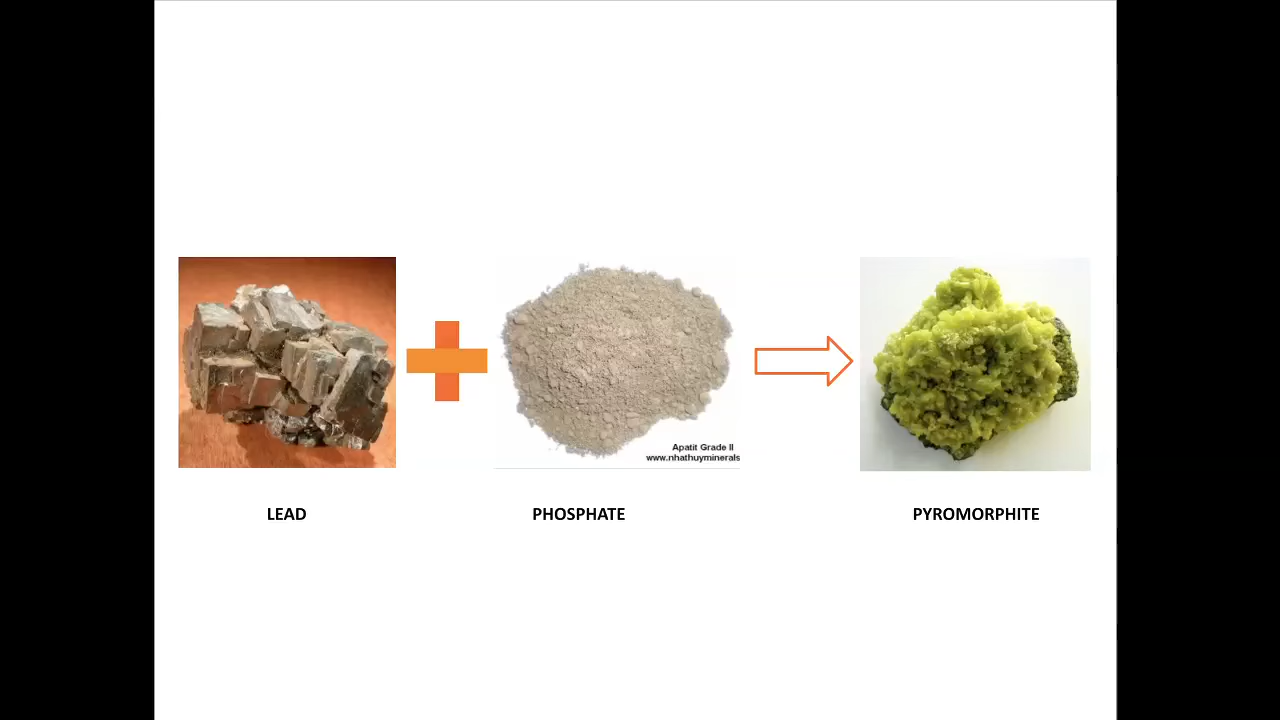 Apatit Grade II
www.nhathuyminerals
LEAD
PHOSPHATE
PYROMORPHITE